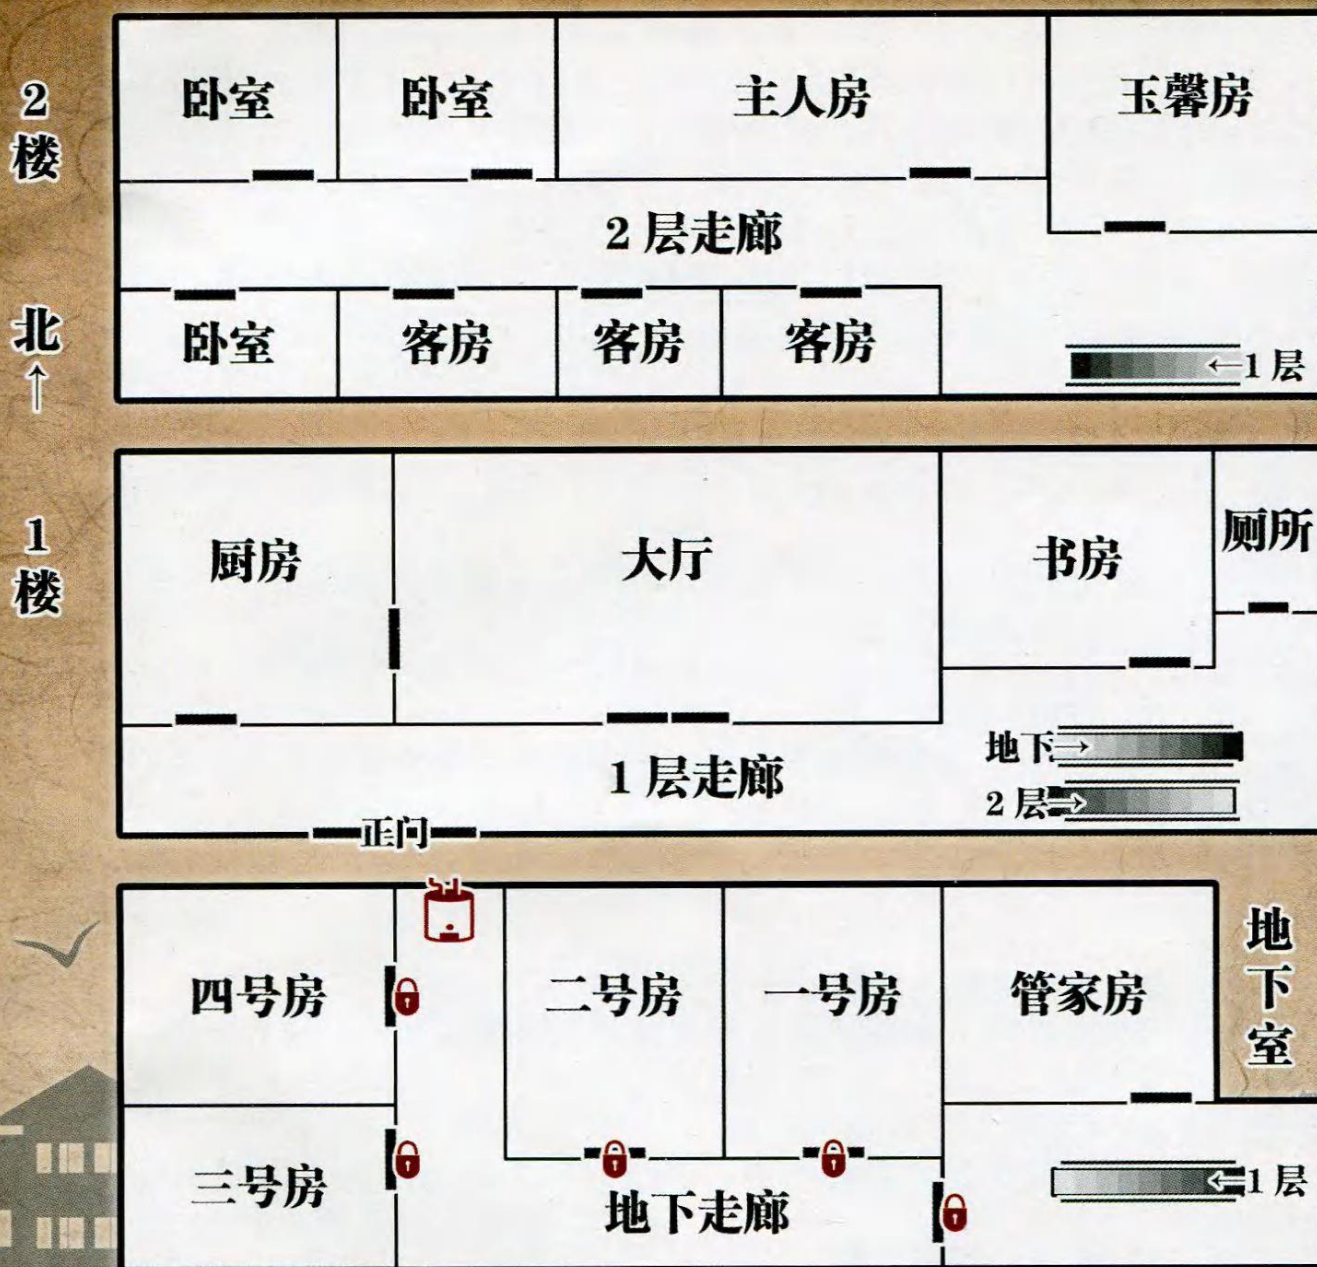 2楼
卧室
卧室
主人房
玉馨房
2层走廊
北
↑
卧室
客房
客房
客房
←1层
1楼
厨房
大厅
书房
厕所
地下→
1层走廊
2层→
正门
地下室
四号房
二号房
一号房
管家房
三号房
地下走廊
←1层